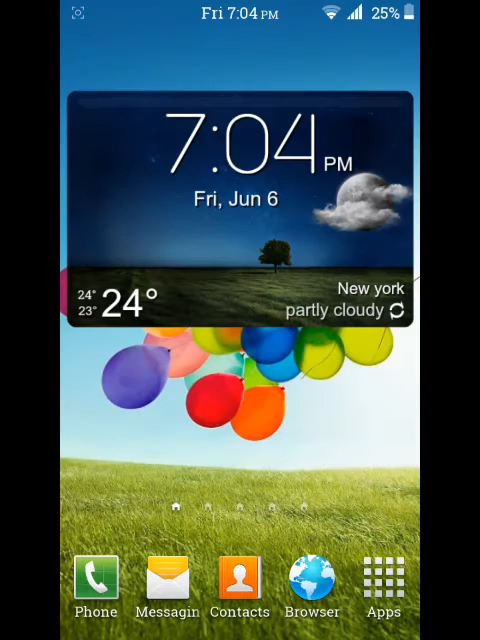 Fri 7:04 PM 25%
7:04 PM
Fri, Jun 6
24°
23°
24°
New york
partly cloudy
Phone Messagin Contacts Browser Apps